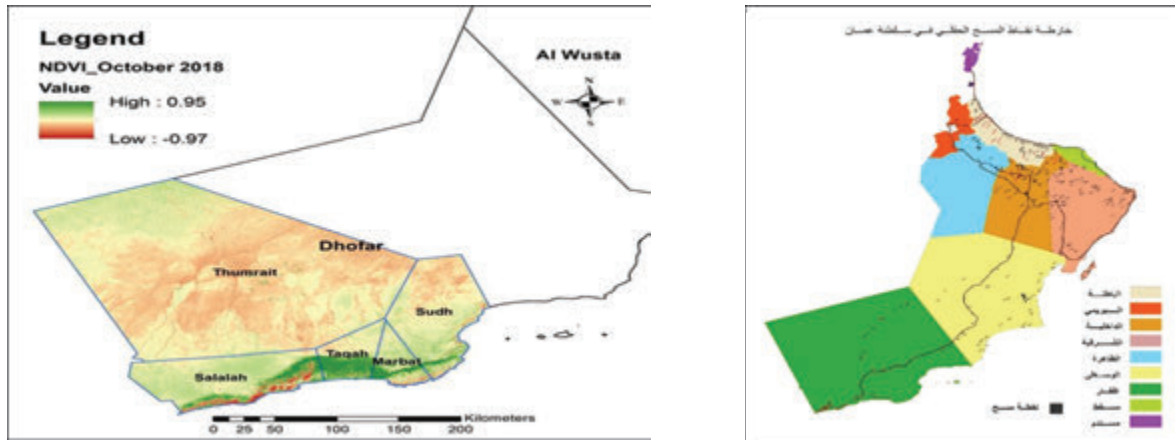 Legend
NDVI_October 2018
Value
High : 0.95
Low : -0.97
Al Wusta
N
W E
S
Dhofar
Thumrait
Sudh
Taqah
Marbat
Salalah
Kilometers
0 25 50 100 150 200
خارطة نقاط المسح الحقلي في سلطنة عمان
الباطنة
البريمي
الداخلية
الشرقية
الظاهرة
الوسطى
ظفار
مسقط
مسندم
نقطة مسح